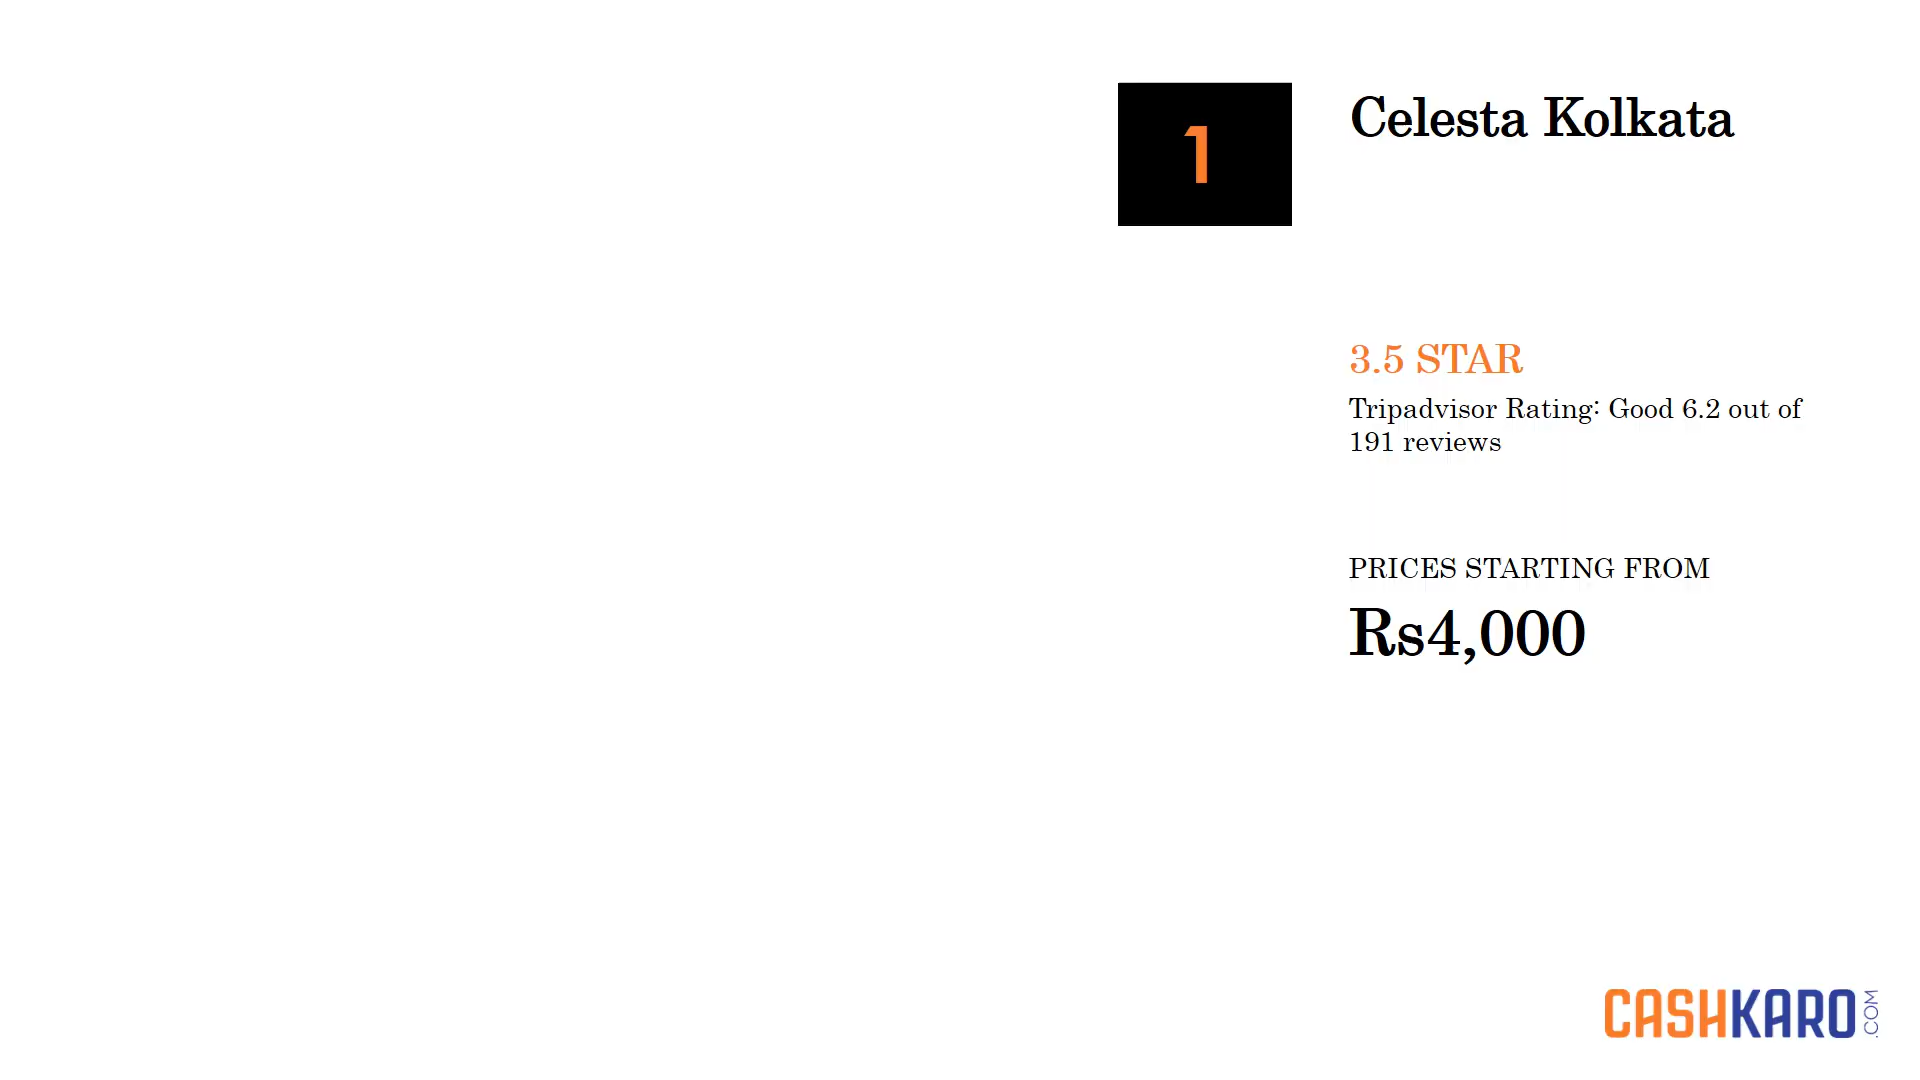 1
Celesta Kolkata
3.5 STAR
Tripadvisor Rating: Good 6.2 out of
191 reviews
PRICES STARTING FROM
Rs4,000
CASHKARO.COM